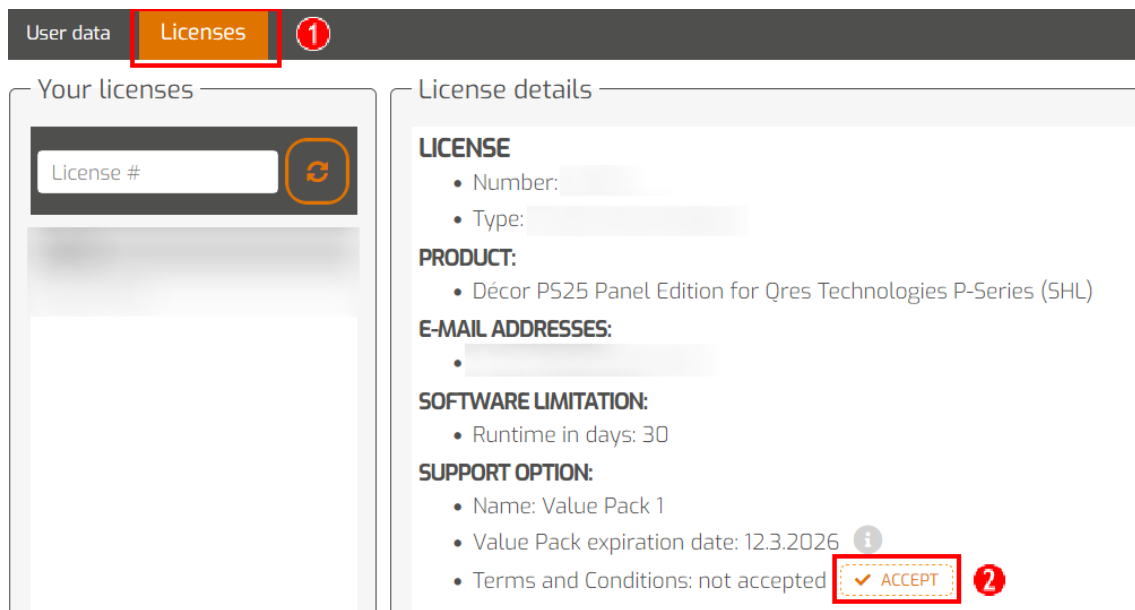 User data
Licenses
1
Your licenses
License #
License details
LICENSE
• Number:
• Type:
PRODUCT:
• Décor PS25 Panel Edition for Qres Technologies P-Series (SHL)
E-MAIL ADDRESSES:
•
SOFTWARE LIMITATION:
• Runtime in days: 30
SUPPORT OPTION:
• Name: Value Pack 1
• Value Pack expiration date: 12.3.2026 i
• Terms and Conditions: not accepted ✓ ACCEPT 2